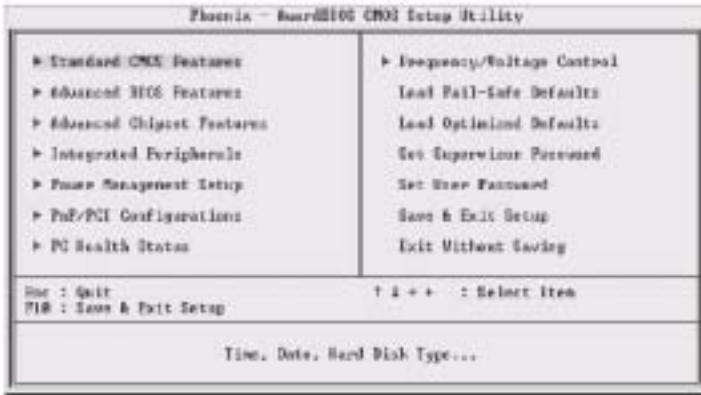 Phoenix - AwardBIOS CMOS Setup Utility
▶ Standard CMOS Features
▶ Advanced BIOS Features
▶ Advanced Chipset Features
▶ Integrated Peripherals
▶ Power Management Setup
▶ PnP/PCI Configurations
▶ PC Health Status
▶ Frequency/Voltage Control
Load Fail-Safe Defaults
Load Optimized Defaults
Set Supervisor Password
Set User Password
Save & Exit Setup
Exit Without Saving
Esc : Quit
F10 : Save & Exit Setup
: Select Item
Time, Date, Hard Disk Type...